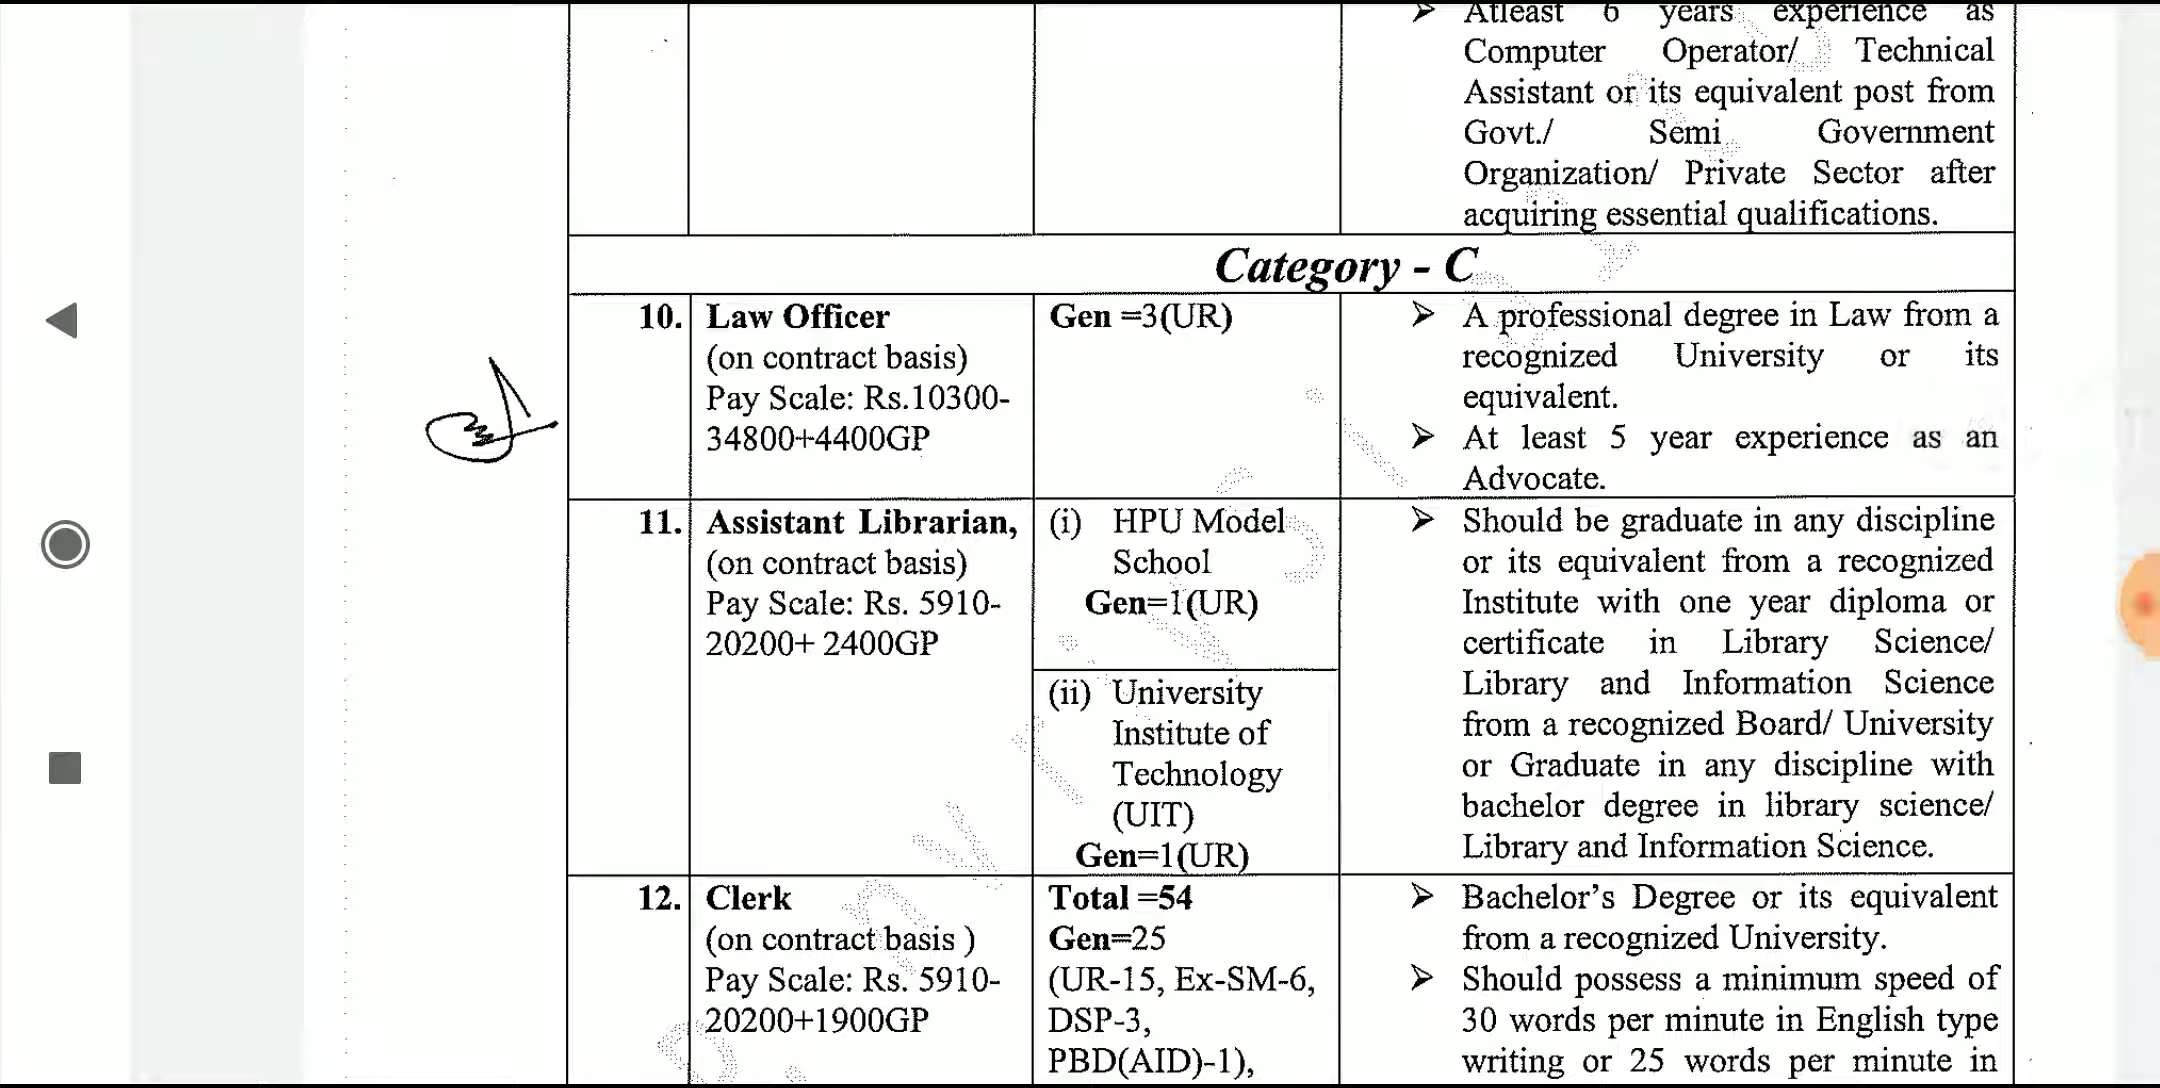 ➢ Atleast 6 years experience as
Computer Operator/ Technical
Assistant or its equivalent post from
Govt./ Semi Government
Organization/ Private Sector after
acquiring essential qualifications.
Category - C
10.
Law Officer
(on contract basis)
Pay Scale: Rs.10300-
34800+4400GP
Gen =3(UR)
➢ A professional degree in Law from a
recognized University or its
equivalent.
➢ At least 5 year experience as an
Advocate.
11.
Assistant Librarian,
(on contract basis)
Pay Scale: Rs. 5910-
20200+ 2400GP
(i) HPU Model
School
Gen=1(UR)
(ii) University
Institute of
Technology
(UIT)
Gen=1(UR)
➢ Should be graduate in any discipline
or its equivalent from a recognized
Institute with one year diploma or
certificate in Library Science/
Library and Information Science
from a recognized Board/ University
or Graduate in any discipline with
bachelor degree in library science/
Library and Information Science.
12.
Clerk
(on contract basis )
Pay Scale: Rs. 5910-
20200+1900GP
Total =54
Gen=25
(UR-15, Ex-SM-6,
DSP-3,
PBD(AID)-1),
➢ Bachelor's Degree or its equivalent
from a recognized University.
➢ Should possess a minimum speed of
30 words per minute in English type
writing or 25 words per minute in